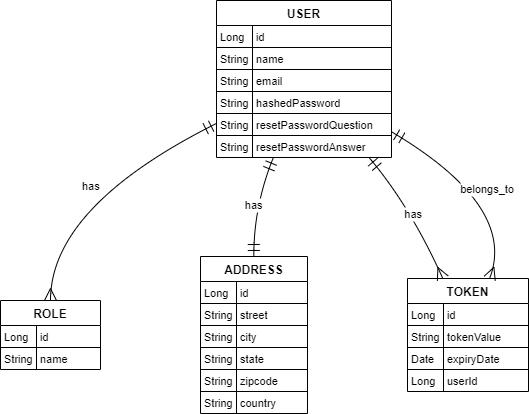 USER
Long id
String name
String email
String hashedPassword
String resetPasswordQuestion
String resetPasswordAnswer
has
belongs_to
has
has
ADDRESS
Long id
String street
String city
String state
String zipcode
String country
TOKEN
Long id
String tokenValue
Date expiryDate
Long userId
ROLE
Long id
String name